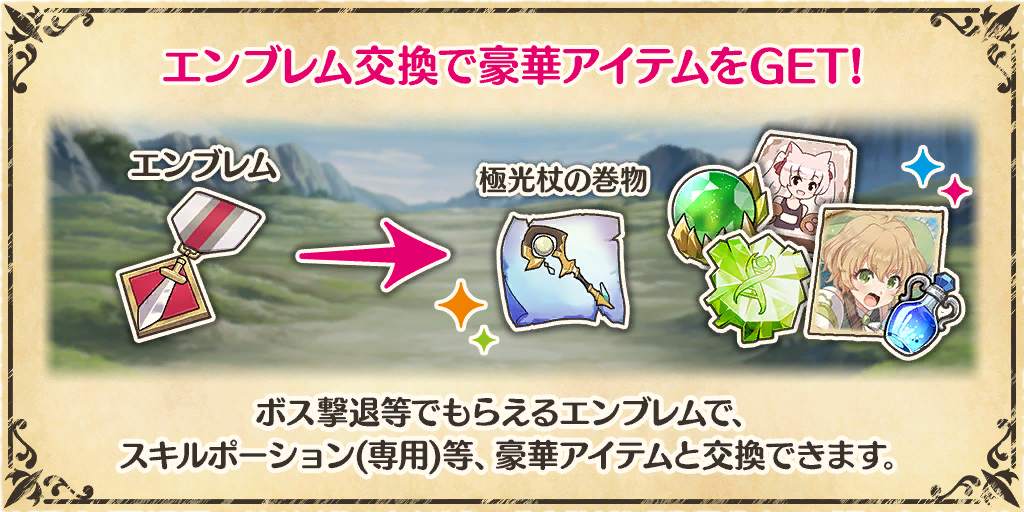 エンブレム交換で豪華アイテムをGET!
エンブレム
極光杖の巻物
ボス撃退等でもらえるエンブレムで、
スキルポーション(専用)等、豪華アイテムと交換できます。